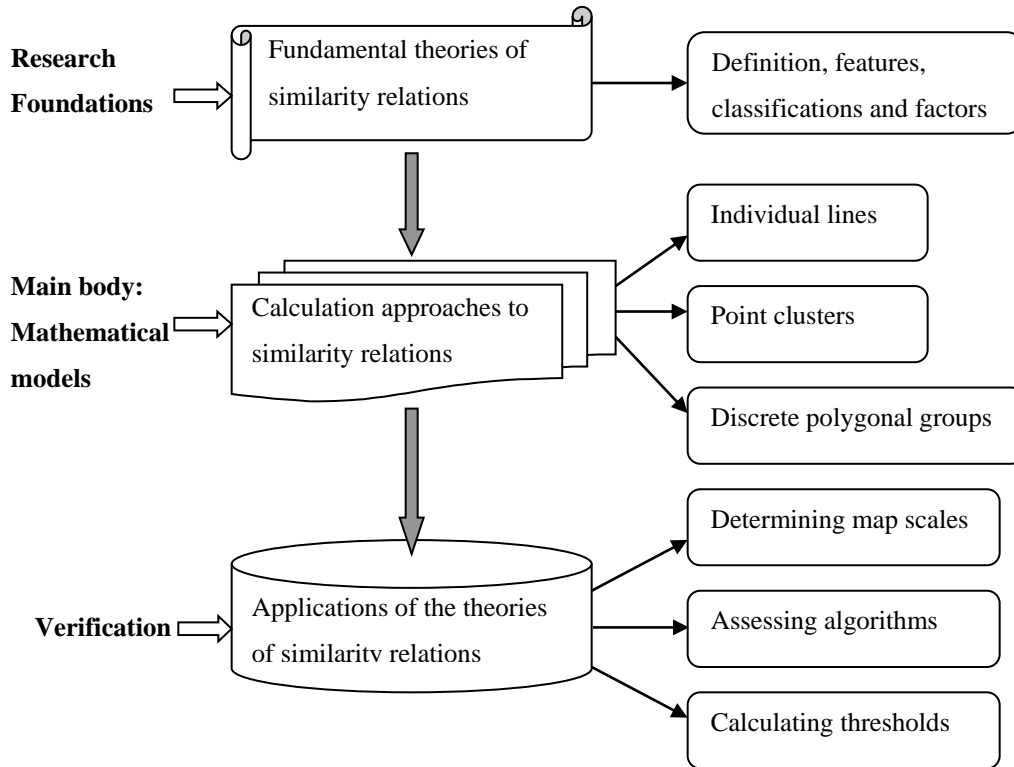 Research
Foundations
Fundamental theories of
similarity relations
Definition, features,
classifications and factors
Main body:
Mathematical
models
Calculation approaches to
similarity relations
Individual lines
Point clusters
Discrete polygonal groups
Verification
Applications of the theories
of similarity relations
Determining map scales
Assessing algorithms
Calculating thresholds